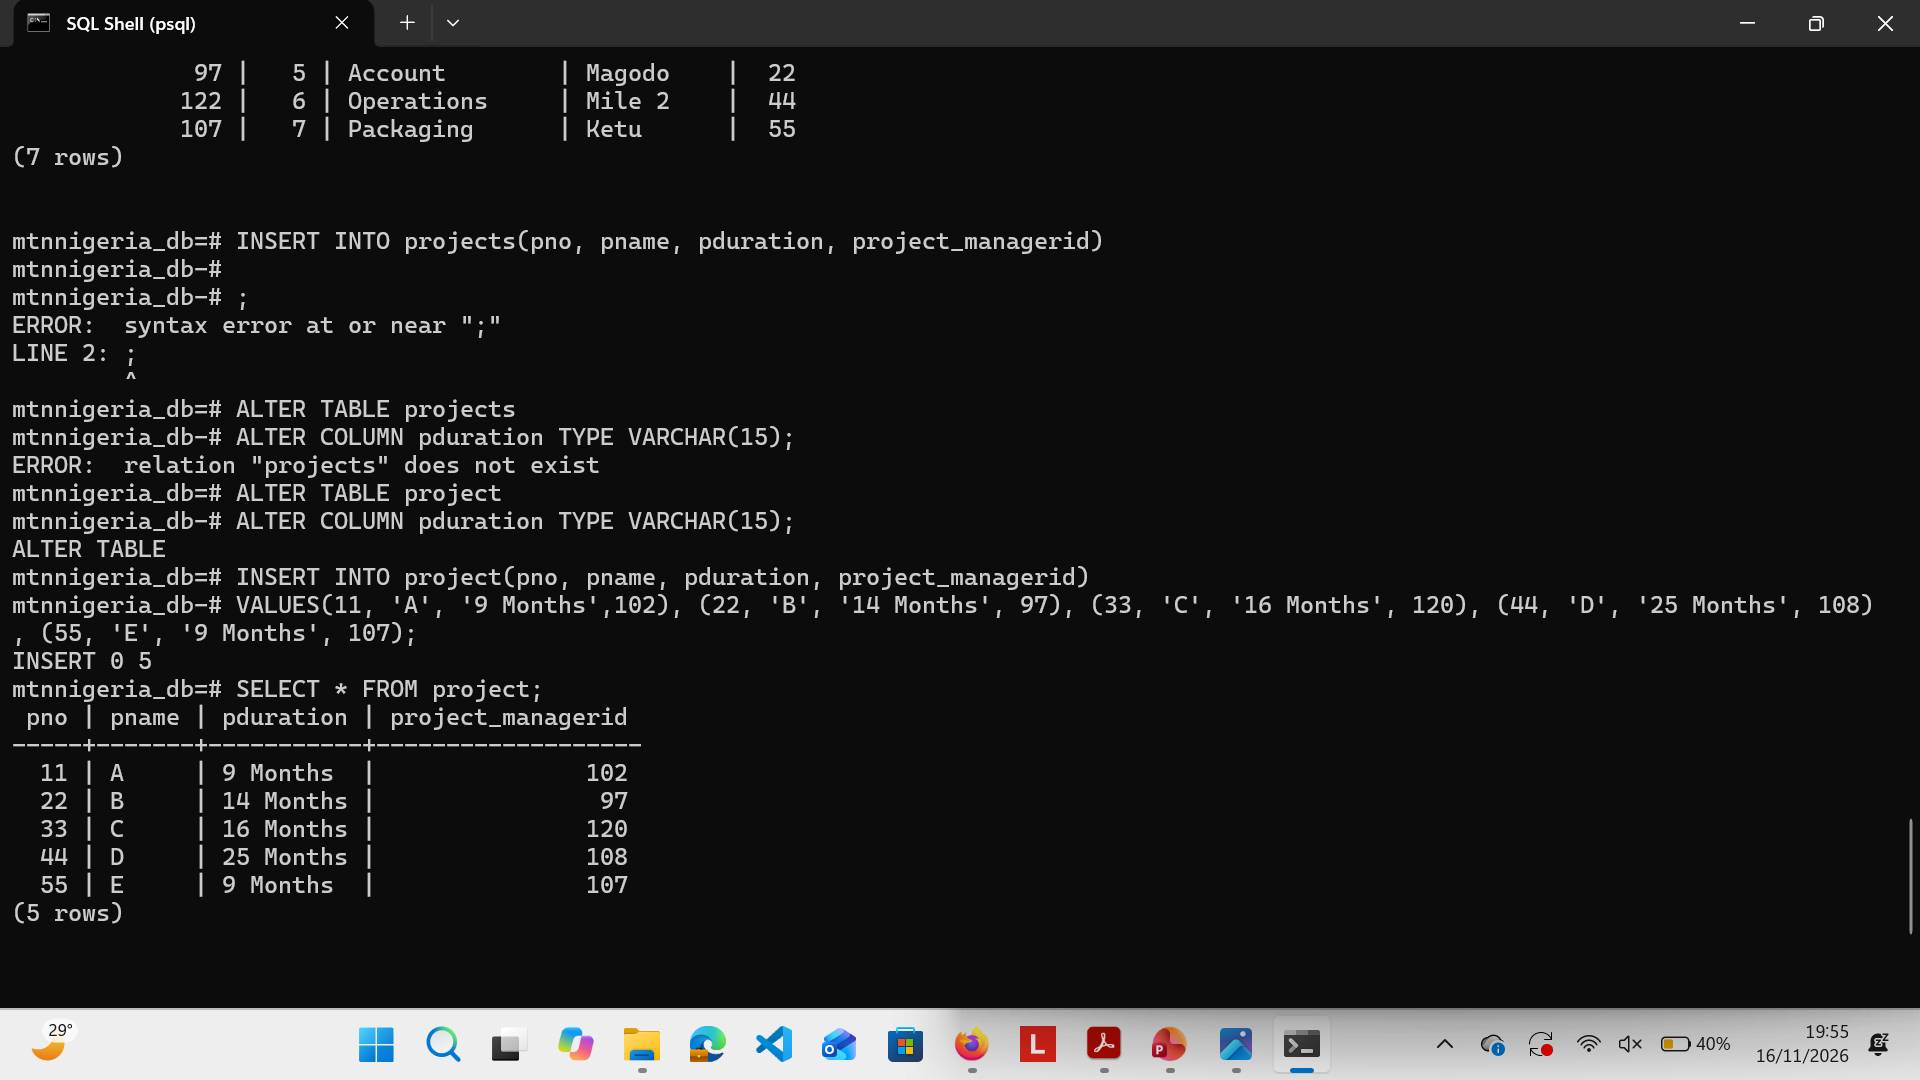 SQL Shell (psql)
97 |   5 | Account        | Magodo    |  22
122 |   6 | Operations     | Mile 2    |  44
107 |   7 | Packaging      | Ketu      |  55
(7 rows)
mtnnigeria_db=# INSERT INTO projects(pno, pname, pduration, project_managerid)
mtnnigeria_db-#
mtnnigeria_db-# ;
ERROR:  syntax error at or near ";"
LINE 2: ;
        ^
mtnnigeria_db=# ALTER TABLE projects
mtnnigeria_db-# ALTER COLUMN pduration TYPE VARCHAR(15);
ERROR:  relation "projects" does not exist
mtnnigeria_db=# ALTER TABLE project
mtnnigeria_db-# ALTER COLUMN pduration TYPE VARCHAR(15);
ALTER TABLE
mtnnigeria_db=# INSERT INTO project(pno, pname, pduration, project_managerid)
mtnnigeria_db-# VALUES(11, 'A', '9 Months',102), (22, 'B', '14 Months', 97), (33, 'C', '16 Months', 120), (44, 'D', '25 Months', 108)
, (55, 'E', '9 Months', 107);
INSERT 0 5
mtnnigeria_db=# SELECT * FROM project;
 pno | pname | pduration | project_managerid
-----+-------+-----------+-------------------
  11 | A     | 9 Months  |               102
  22 | B     | 14 Months |                97
  33 | C     | 16 Months |               120
  44 | D     | 25 Months |               108
  55 | E     | 9 Months  |               107
(5 rows)
29°
L
40%
19:55
16/11/2026